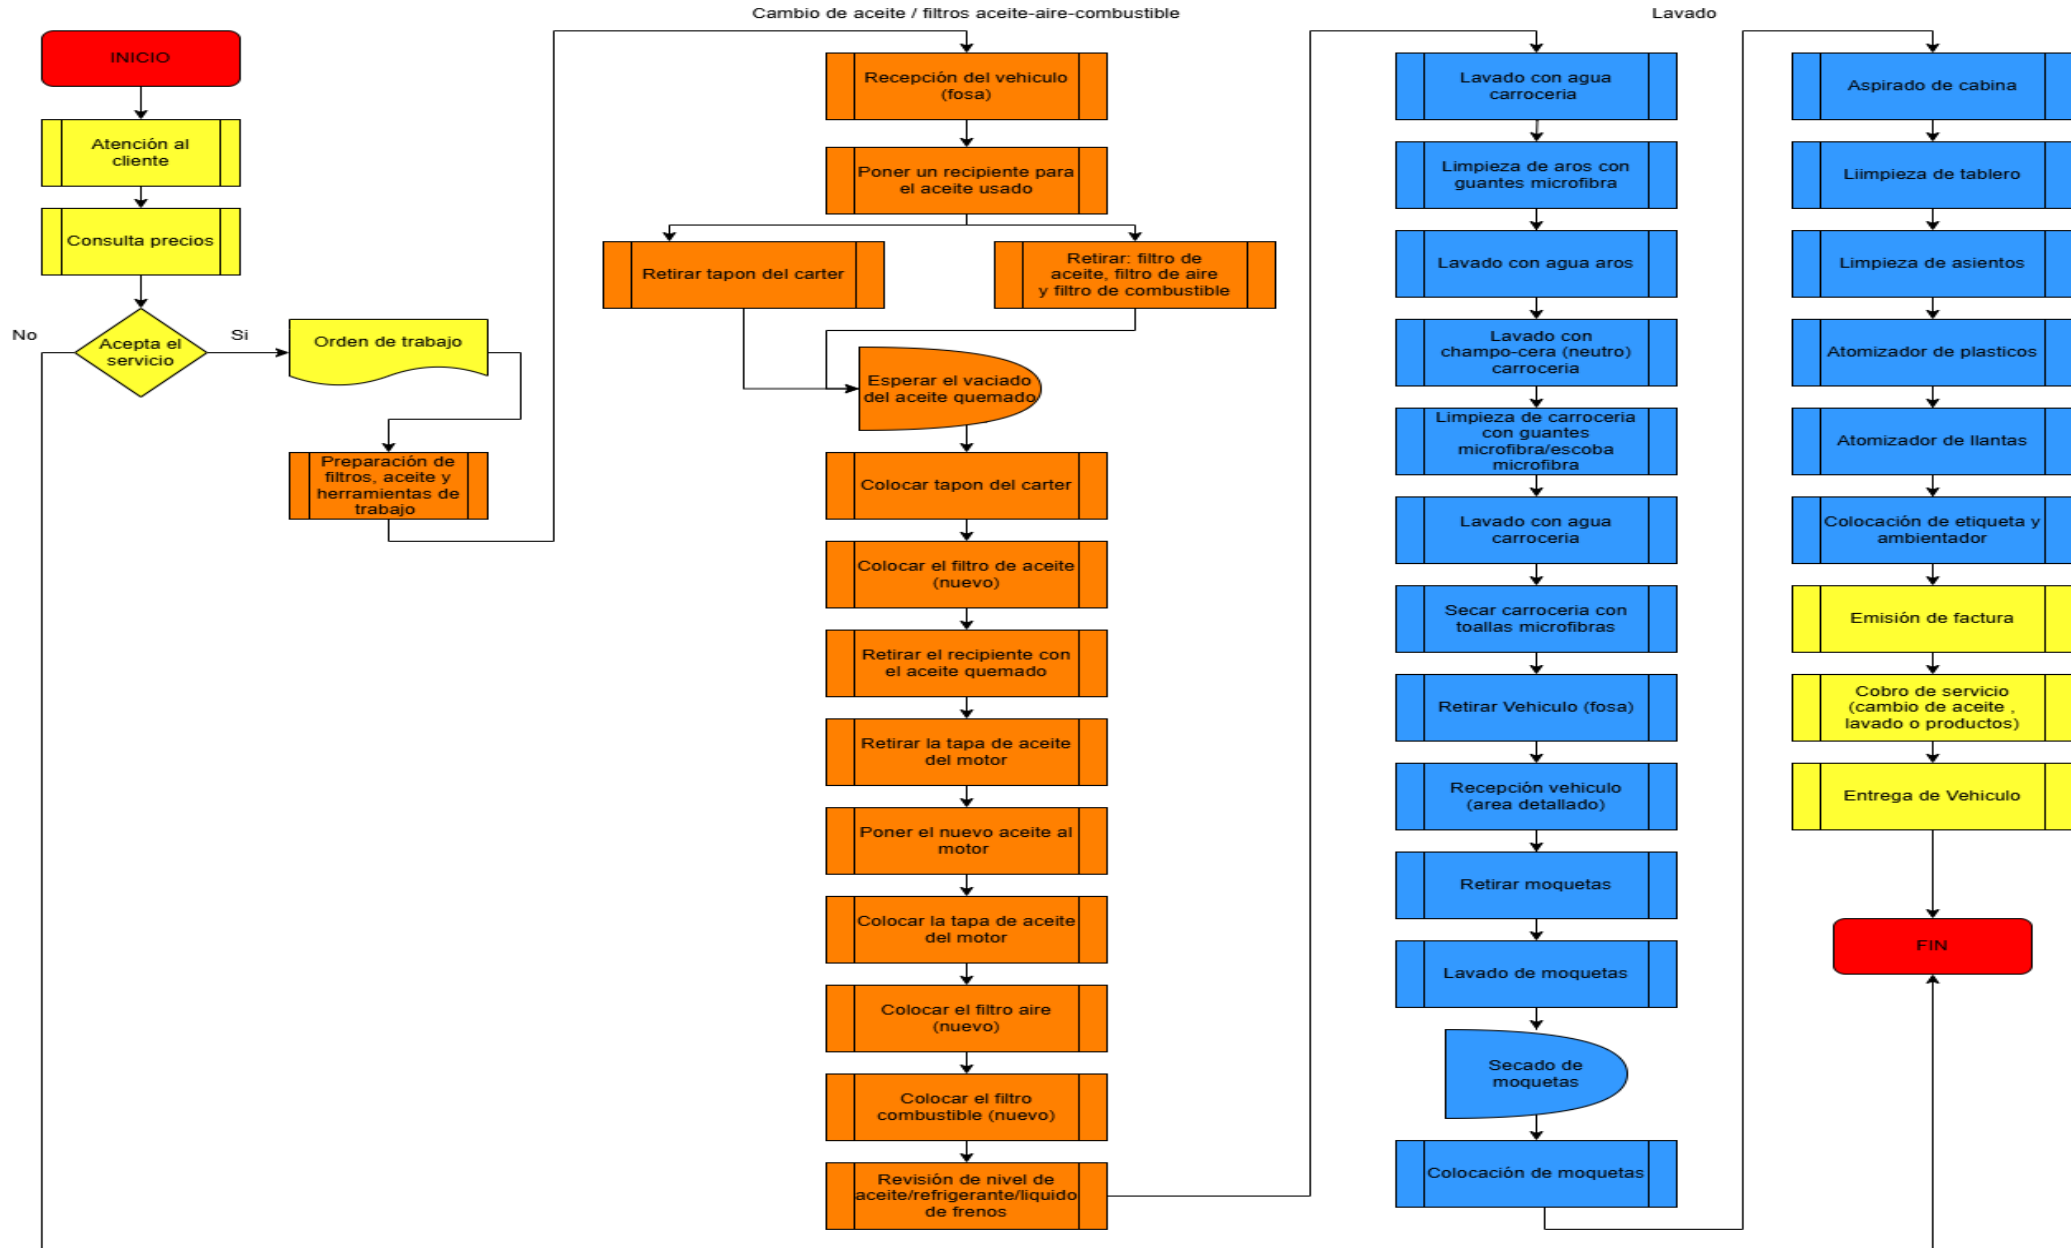 Cambio de aceite / filtros aceite-aire-combustible
Lavado
INICIO
Atención al
cliente
Consulta precios
No
Acepta el
servicio
Si
Orden de trabajo
Preparación de
filtros, aceite y
herramientas de
trabajo
Recepción del vehiculo
(fosa)
Poner un recipiente para
el aceite usado
Retirar tapon del carter
Retirar: filtro de
aceite, filtro de aire
y filtro de combustible
Esperar el vaciado
del aceite quemado
Colocar tapon del carter
Colocar el filtro de aceite
(nuevo)
Retirar el recipiente con
el aceite quemado
Retirar la tapa de aceite
del motor
Poner el nuevo aceite al
motor
Colocar la tapa de aceite
del motor
Colocar el filtro aire
(nuevo)
Colocar el filtro
combustible (nuevo)
Revisión de nivel de
aceite/refrigerante/liquido
de frenos
Lavado con agua
carroceria
Limpieza de aros con
guantes microfibra
Lavado con agua aros
Lavado con
champo-cera (neutro)
carroceria
Limpieza de carroceria
con guantes
microfibra/escoba
microfibra
Lavado con agua
carroceria
Secar carroceria con
toallas microfibras
Retirar Vehiculo (fosa)
Recepción vehiculo
(area detallado)
Retirar moquetas
Lavado de moquetas
Secado de
moquetas
Colocación de moquetas
Aspirado de cabina
Liimpieza de tablero
Limpieza de asientos
Atomizador de plasticos
Atomizador de llantas
Colocación de etiqueta y
ambientador
Emisión de factura
Cobro de servicio
(cambio de aceite ,
lavado o productos)
Entrega de Vehiculo
FIN